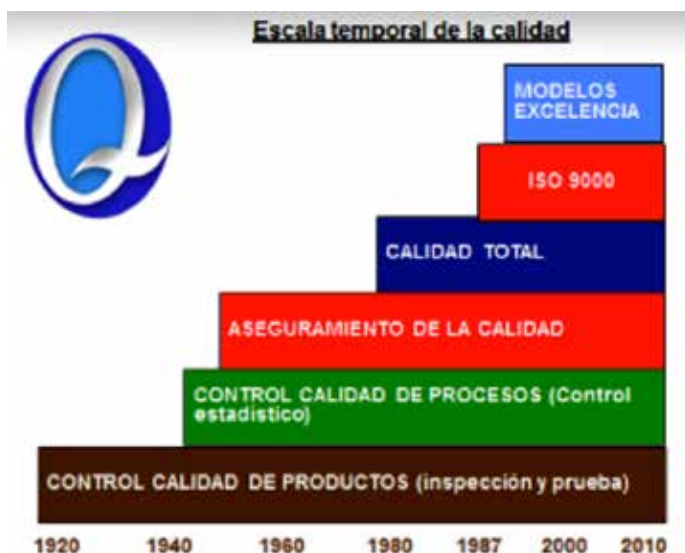 Escala temporal de la calidad
Q
MODELOS
EXCELENCIA
ISO 9000
CALIDAD TOTAL
ASEGURAMIENTO DE LA CALIDAD
CONTROL CALIDAD DE PROCESOS (Control
estadístico)
CONTROL CALIDAD DE PRODUCTOS (inspección y prueba)
1920 1940 1960 1980 1987 2000 2010